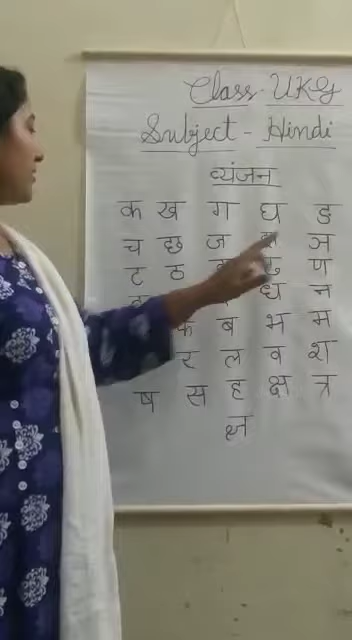 Class UKG
Subject - Hindi
व्यंजन
क ख ग घ ङ
च छ ज ञ
ट ठ ढ ण
ध न
फ ब भ म
र ल व श
ष स ह क्ष त्र
ज्ञ